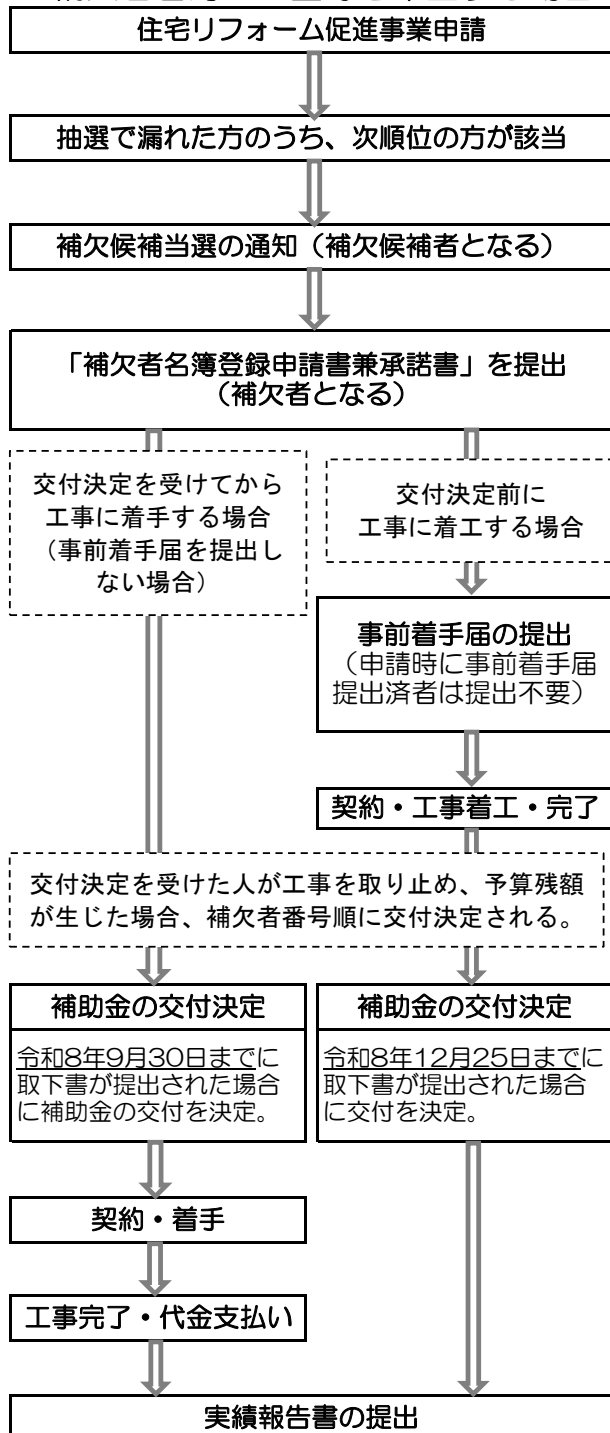 住宅リフォーム促進事業申請
抽選で漏れた方のうち、次順位の方が該当
補欠候補当選の通知（補欠候補者となる）
「補欠者名簿登録申請書兼承諾書」を提出
（補欠者となる）
交付決定を受けてから
工事に着手する場合
（事前着手届を提出し
ない場合）
交付決定前に
工事に着工する場合
事前着手届の提出
（申請時に事前着手届
提出済者は提出不要）
契約・工事着工・完了
交付決定を受けた人が工事を取り止め、予算残額
が生じた場合、補欠者番号順に交付決定される。
補助金の交付決定
令和8年9月30日までに
取下書が提出された場合
に補助金の交付を決定。
補助金の交付決定
令和8年12月25日までに
取下書が提出された場合
に交付を決定。
契約・着手
工事完了・代金支払い
実績報告書の提出